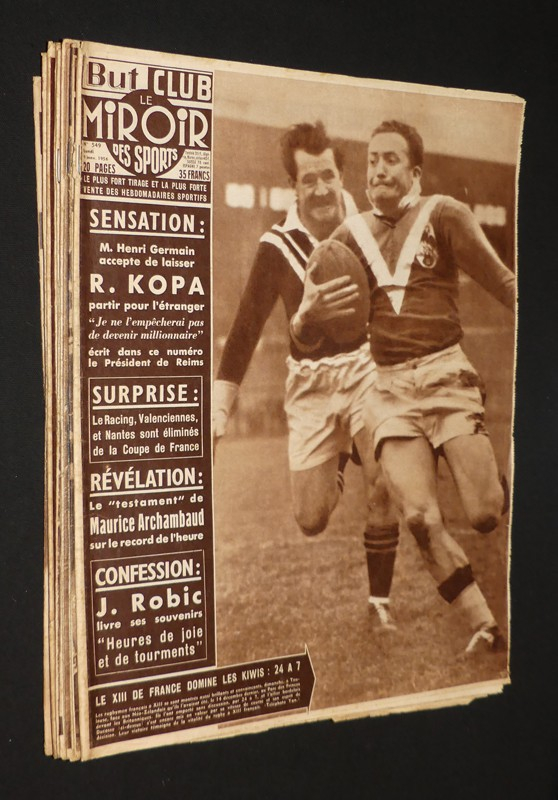 But CLUB
LE
MIROIR
DES SPORTS
N° 549
Lundi
1956
20 PAGES
35 FRANCS
LE PLUS FORT TIRAGE ET LA PLUS FORTE
VENTE DES HEBDOMADAIRES SPORTIFS
SENSATION :
M. Henri Germain
accepte de laisser
R. KOPA
partir pour l'étranger
"Je ne l'empêcherai pas
de devenir millionnaire"
écrit dans ce numéro
le Président de Reims
SURPRISE :
Le Racing, Valenciennes,
et Nantes sont éliminés
de la Coupe de France
RÉVÉLATION :
Le "testament" de
Maurice Archambaud
sur le record de l'heure
CONFESSION :
J. Robic
livre ses souvenirs
"Heures de joie
et de tourments"
LE XIII DE FRANCE DOMINE LES KIWIS : 24 A 7